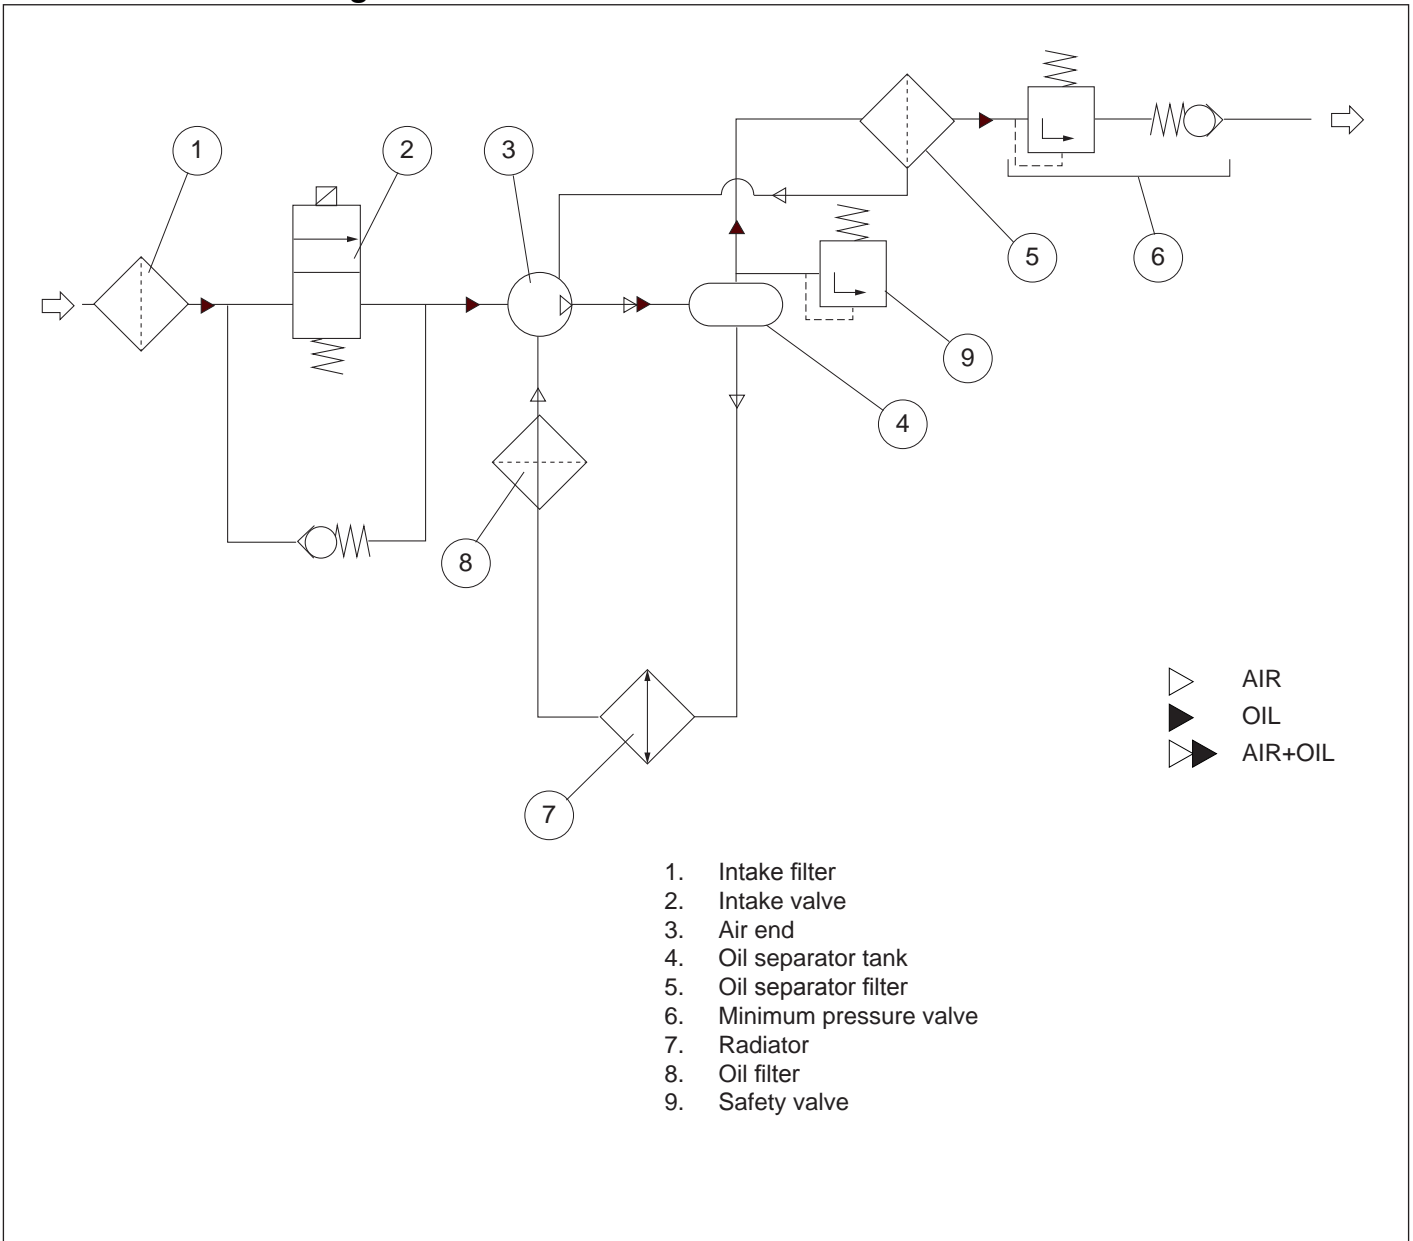 1
2
3
5
6
9
4
8
7
AIR
OIL
AIR+OIL
1. Intake filter
2. Intake valve
3. Air end
4. Oil separator tank
5. Oil separator filter
6. Minimum pressure valve
7. Radiator
8. Oil filter
9. Safety valve